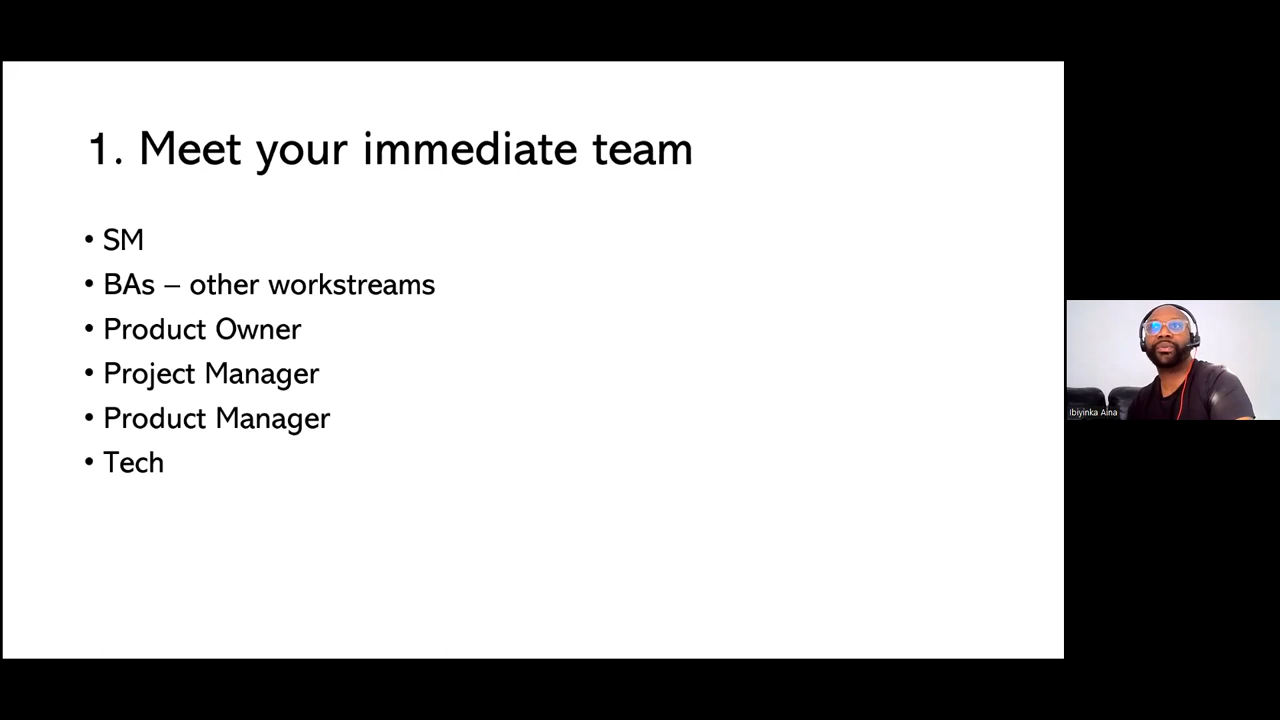 1. Meet your immediate team
• SM
• BAs – other workstreams
• Product Owner
• Project Manager
• Product Manager
• Tech
Ibiyinka Aina